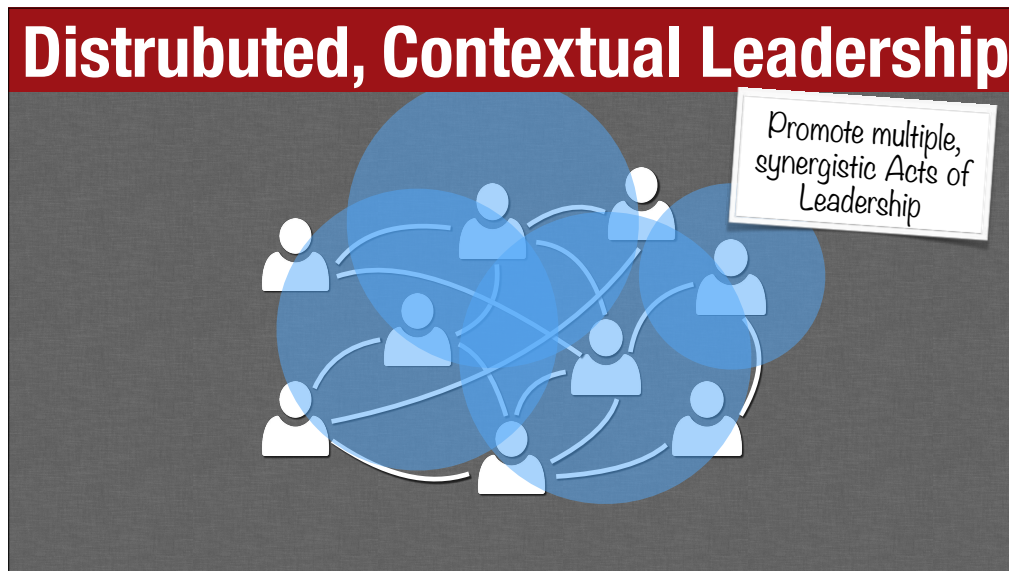 Distrubuted, Contextual Leadership
Promote multiple,
synergistic Acts of
Leadership